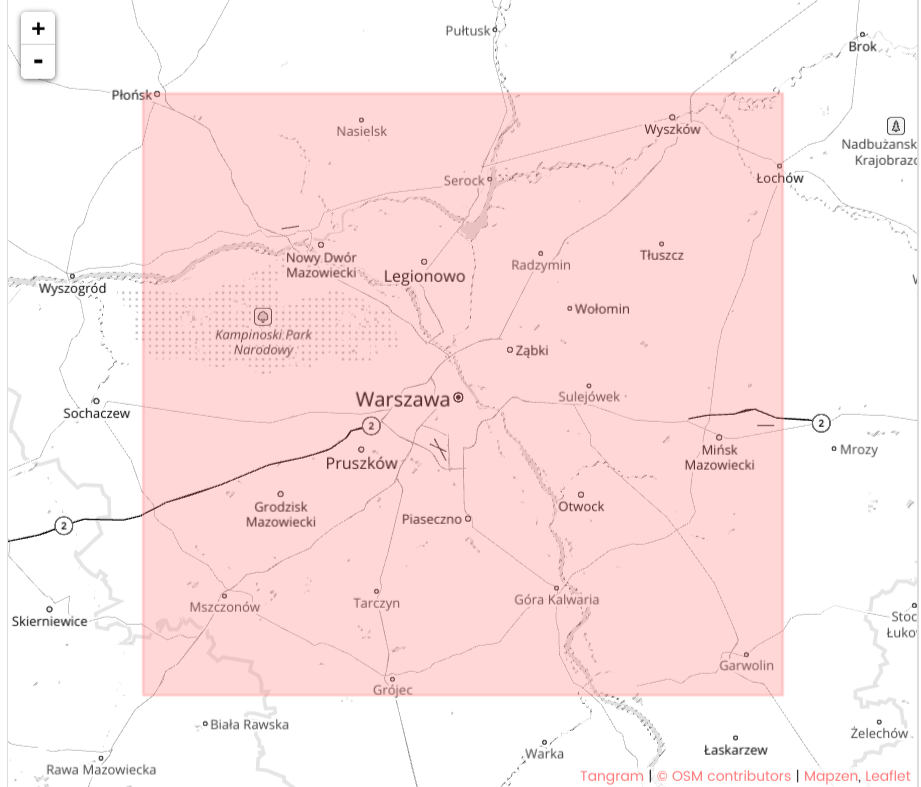 +
-
Pułtusk
Brok
Płońsk
Nasielsk
Wyszków
Nadbużansk
Krajobrazo
Serock
Łochów
Nowy Dwór
Mazowiecki
Legionowo
Radzymin
Tłuszcz
Wyszogród
Wołomin
Kampinoski Park
Narodowy
Ząbki
Warszawa
Sulejówek
Sochaczew
2
2
Pruszków
Mińsk
Mazowiecki
Mrozy
Grodzisk
Mazowiecki
Otwock
Piaseczno
2
Mszczonów
Tarczyn
Góra Kalwaria
Skierniewice
Stoc
Łuko
Garwolin
Grójec
Biała Rawska
Żelechów
Warka
Łaskarzew
Rawa Mazowiecka
Tangram | © OSM contributors | Mapzen, Leaflet